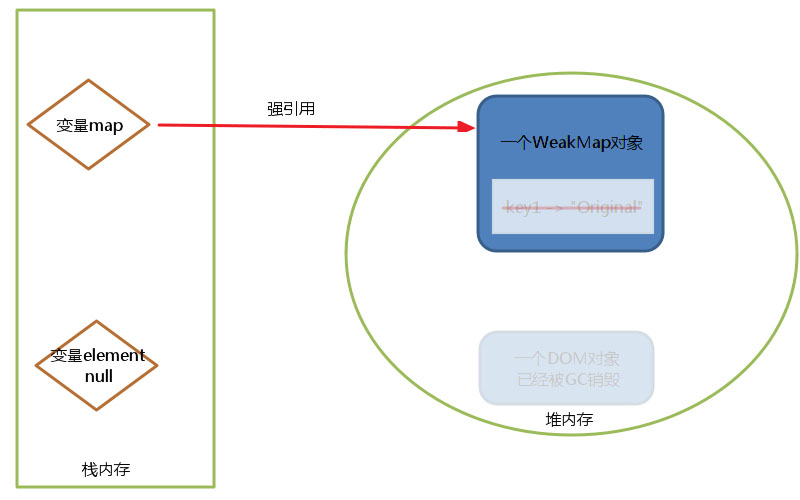 变量map
强引用
一个WeakMap对象
key1 --> "Original"
变量element
null
一个DOM对象
已经被GC销毁
堆内存
栈内存